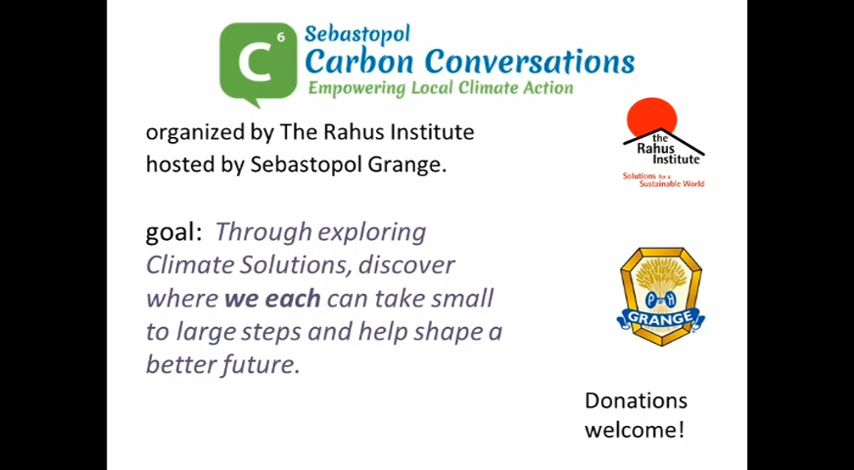 C 6
Sebastopol
Carbon Conversations
Empowering Local Climate Action
organized by The Rahus Institute
hosted by Sebastopol Grange.
the
Rahus
Institute
Solutions for a
Sustainable World
goal: Through exploring
Climate Solutions, discover
where we each can take small
to large steps and help shape a
better future.
P H
GRANGE
Donations
welcome!